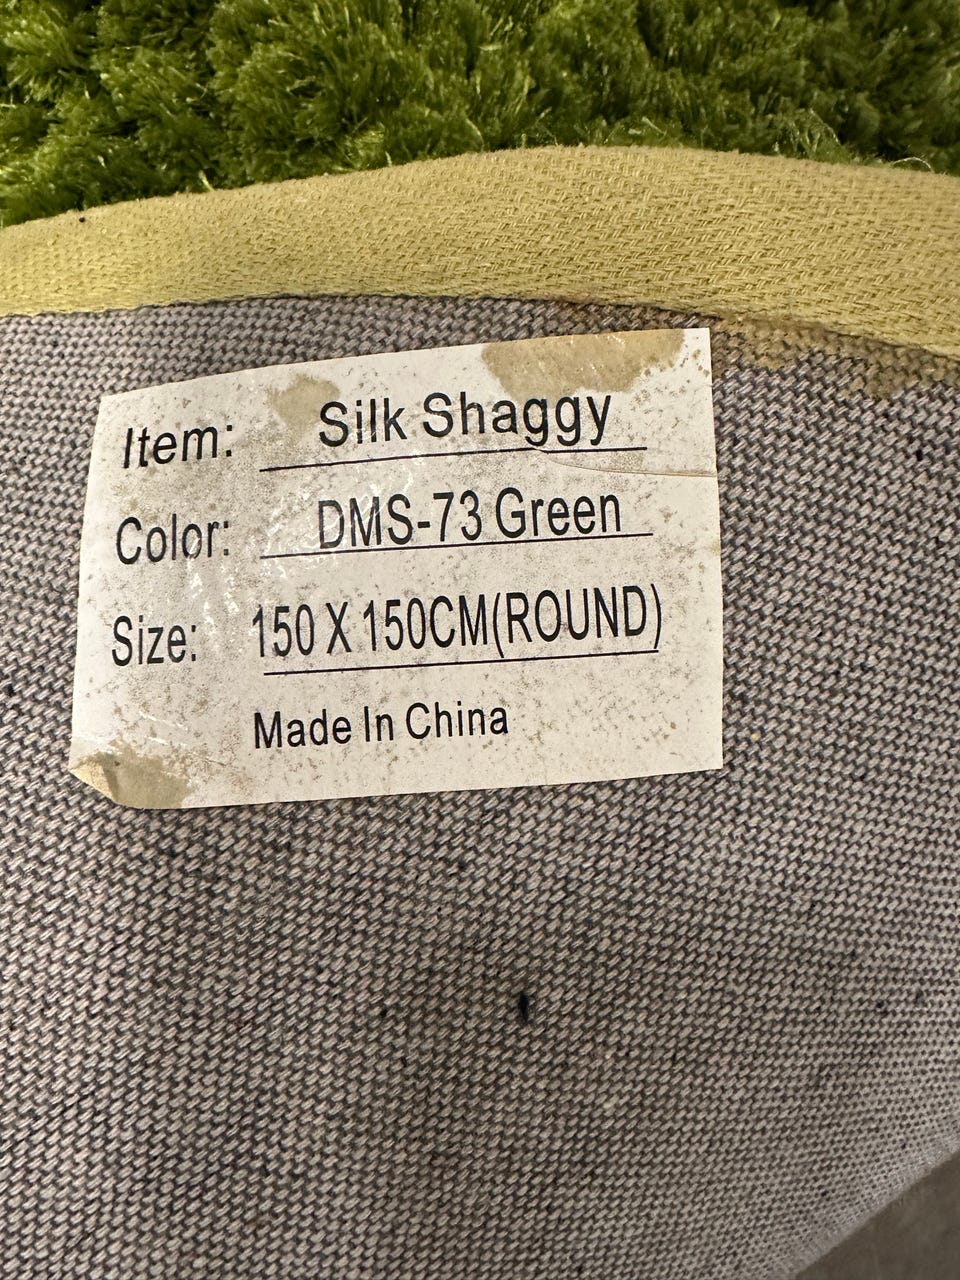 Item: Silk Shaggy
Color: DMS-73 Green
Size: 150 X 150CM(ROUND)
Made In China